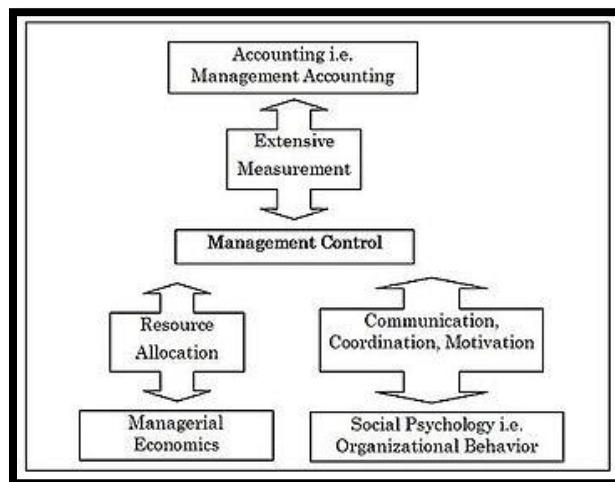 Accounting i.e.
Management Accounting
Extensive
Measurement
Management Control
Resource
Allocation
Communication,
Coordination, Motivation
Managerial
Economics
Social Psychology i.e.
Organizational Behavior